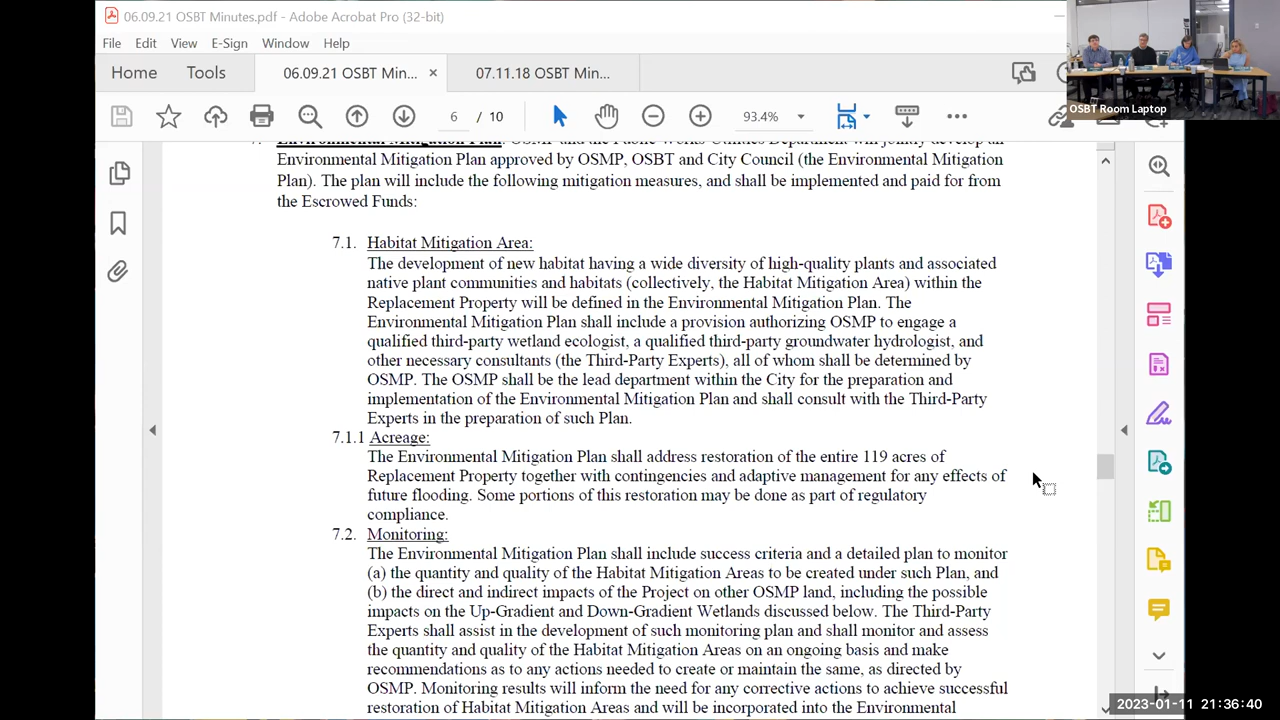 06.09.21 OSBT Minutes.pdf - Adobe Acrobat Pro (32-bit)
File Edit View E-Sign Window Help
Home Tools 06.09.21 OSBT Min... × 07.11.18 OSBT Min...
OSBT Room Laptop
6 / 10 93.4%
Environmental Mitigation Plan. OSMP and the Public Works-Utilities Department will jointly develop an
Environmental Mitigation Plan approved by OSMP, OSBT and City Council (the Environmental Mitigation
Plan). The plan will include the following mitigation measures, and shall be implemented and paid for from
the Escrowed Funds:
7.1. Habitat Mitigation Area:
The development of new habitat having a wide diversity of high-quality plants and associated
native plant communities and habitats (collectively, the Habitat Mitigation Area) within the
Replacement Property will be defined in the Environmental Mitigation Plan. The
Environmental Mitigation Plan shall include a provision authorizing OSMP to engage a
qualified third-party wetland ecologist, a qualified third-party groundwater hydrologist, and
other necessary consultants (the Third-Party Experts), all of whom shall be determined by
OSMP. The OSMP shall be the lead department within the City for the preparation and
implementation of the Environmental Mitigation Plan and shall consult with the Third-Party
Experts in the preparation of such Plan.
7.1.1 Acreage:
The Environmental Mitigation Plan shall address restoration of the entire 119 acres of
Replacement Property together with contingencies and adaptive management for any effects of
future flooding. Some portions of this restoration may be done as part of regulatory
compliance.
7.2. Monitoring:
The Environmental Mitigation Plan shall include success criteria and a detailed plan to monitor
(a) the quantity and quality of the Habitat Mitigation Areas to be created under such Plan, and
(b) the direct and indirect impacts of the Project on other OSMP land, including the possible
impacts on the Up-Gradient and Down-Gradient Wetlands discussed below. The Third-Party
Experts shall assist in the development of such monitoring plan and shall monitor and assess
the quantity and quality of the Habitat Mitigation Areas on an ongoing basis and make
recommendations as to any actions needed to create or maintain the same, as directed by
OSMP. Monitoring results will inform the need for any corrective actions to achieve successful
restoration of Habitat Mitigation Areas and will be incorporated into the Environmental
2023-01-11 21:36:40